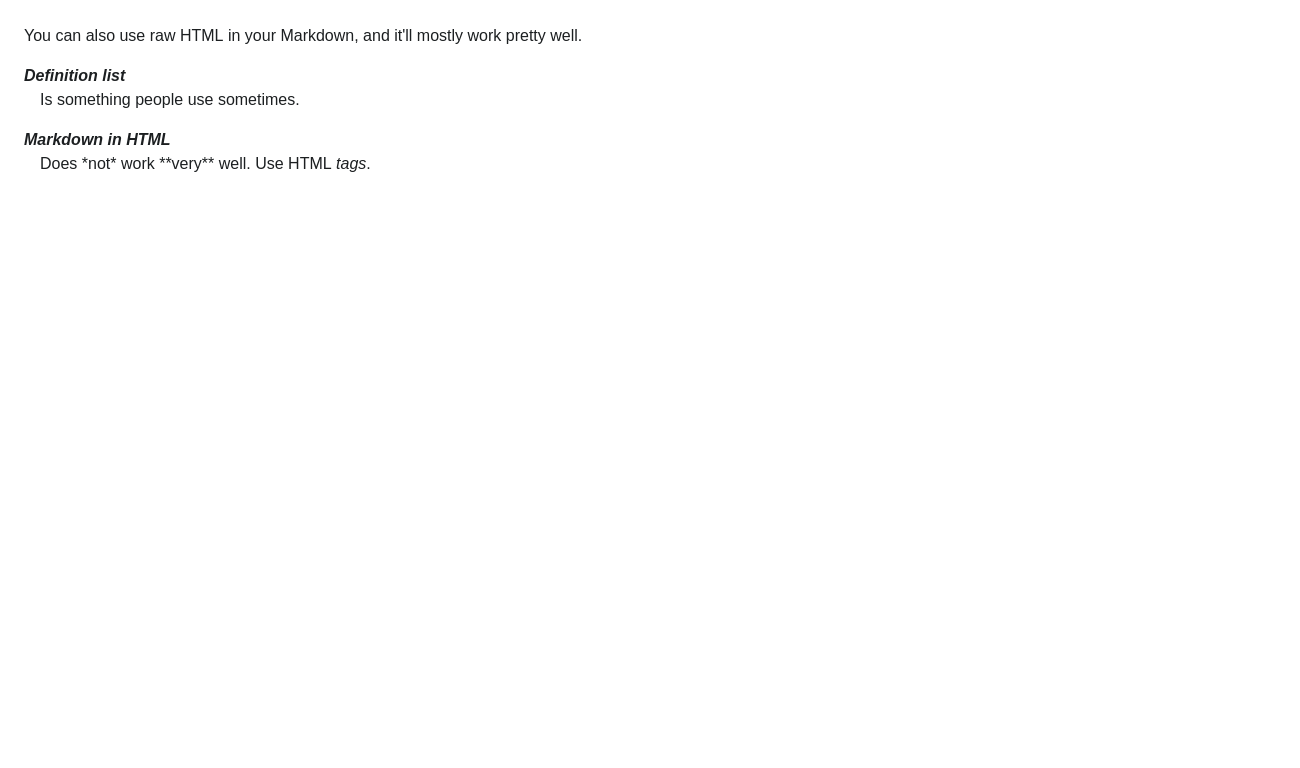 You can also use raw HTML in your Markdown, and it'll mostly work pretty well.
Definition list
Is something people use sometimes.
Markdown in HTML
Does *not* work **very** well. Use HTML tags.